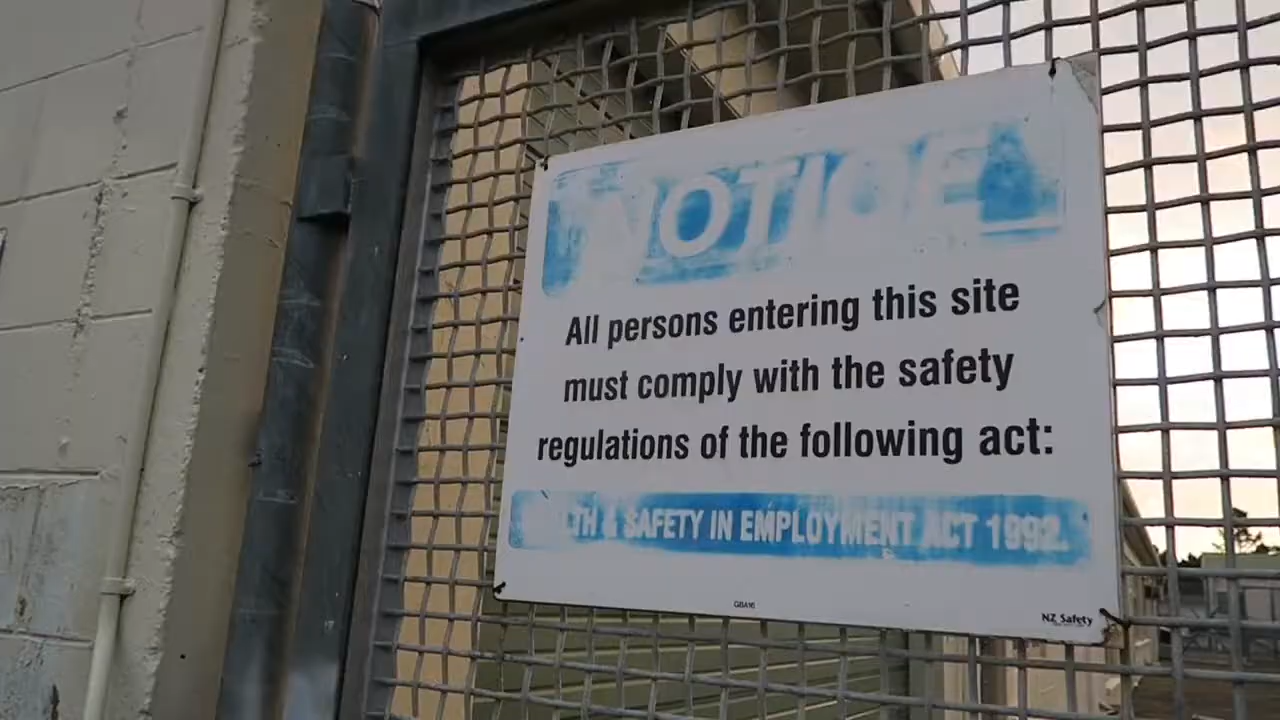 NOTICE
All persons entering this site
must comply with the safety
regulations of the following act:
HEALTH & SAFETY IN EMPLOYMENT ACT 1992.
GBA16
NZ Safety